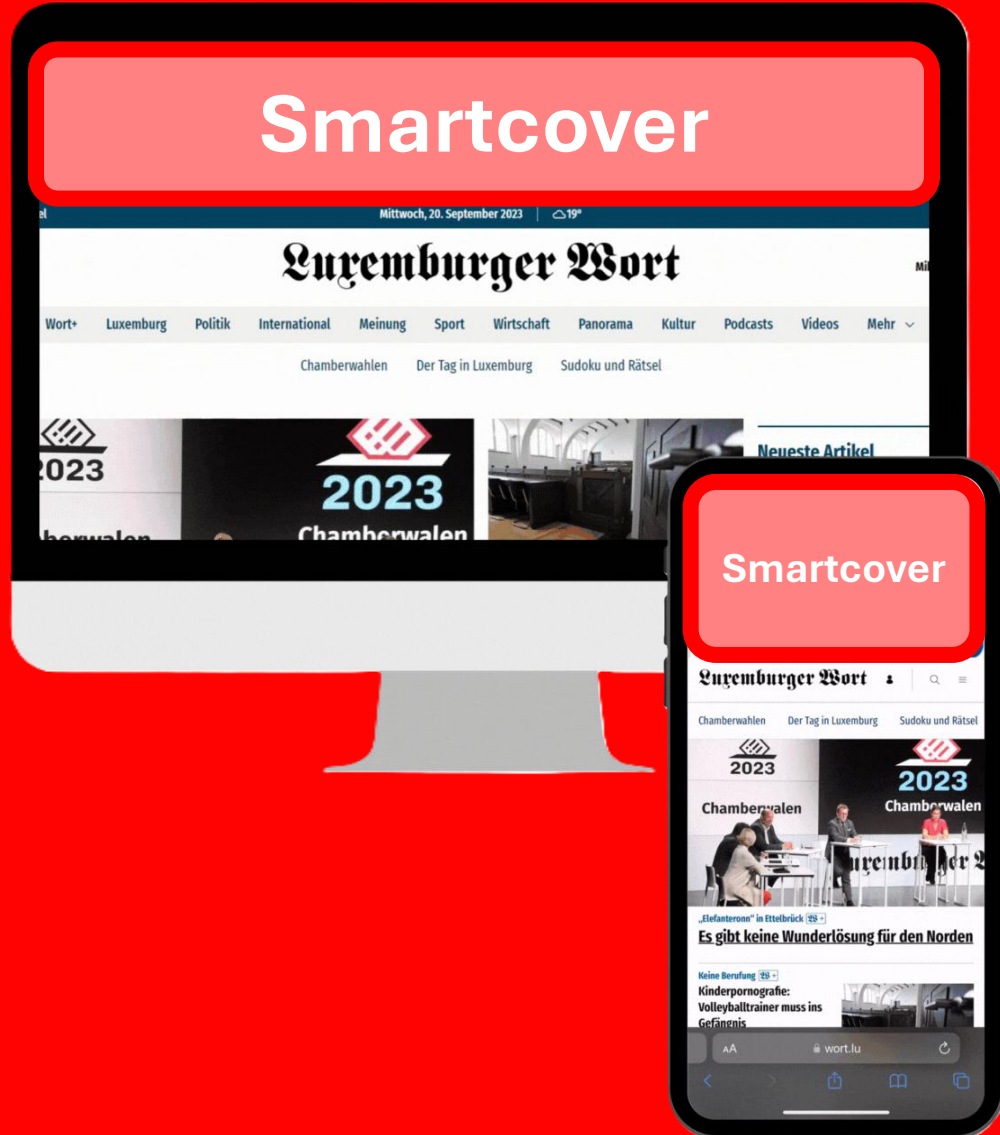 Smartcover
el
Mittwoch, 20. September 2023 19°
Luxemburger Wort
Mil
Wort+ Luxemburg Politik International Meinung Sport Wirtschaft Panorama Kultur Podcasts Videos Mehr
Chamberwahlen Der Tag in Luxemburg Sudoku und Rätsel
2023
2023
Chamberwalen
Neueste Artikel
Smartcover
Luxemburger Wort
Chamberwahlen Der Tag in Luxemburg Sudoku und Rätsel
2023
Chamberwalen
2023
Chamberwalen
„Elefanteronn“ in Ettelbrück W +
Es gibt keine Wunderlösung für den Norden
Keine Berufung W +
Kinderpornografie:
Volleyballtrainer muss ins
Gefängnis
AA wort.lu